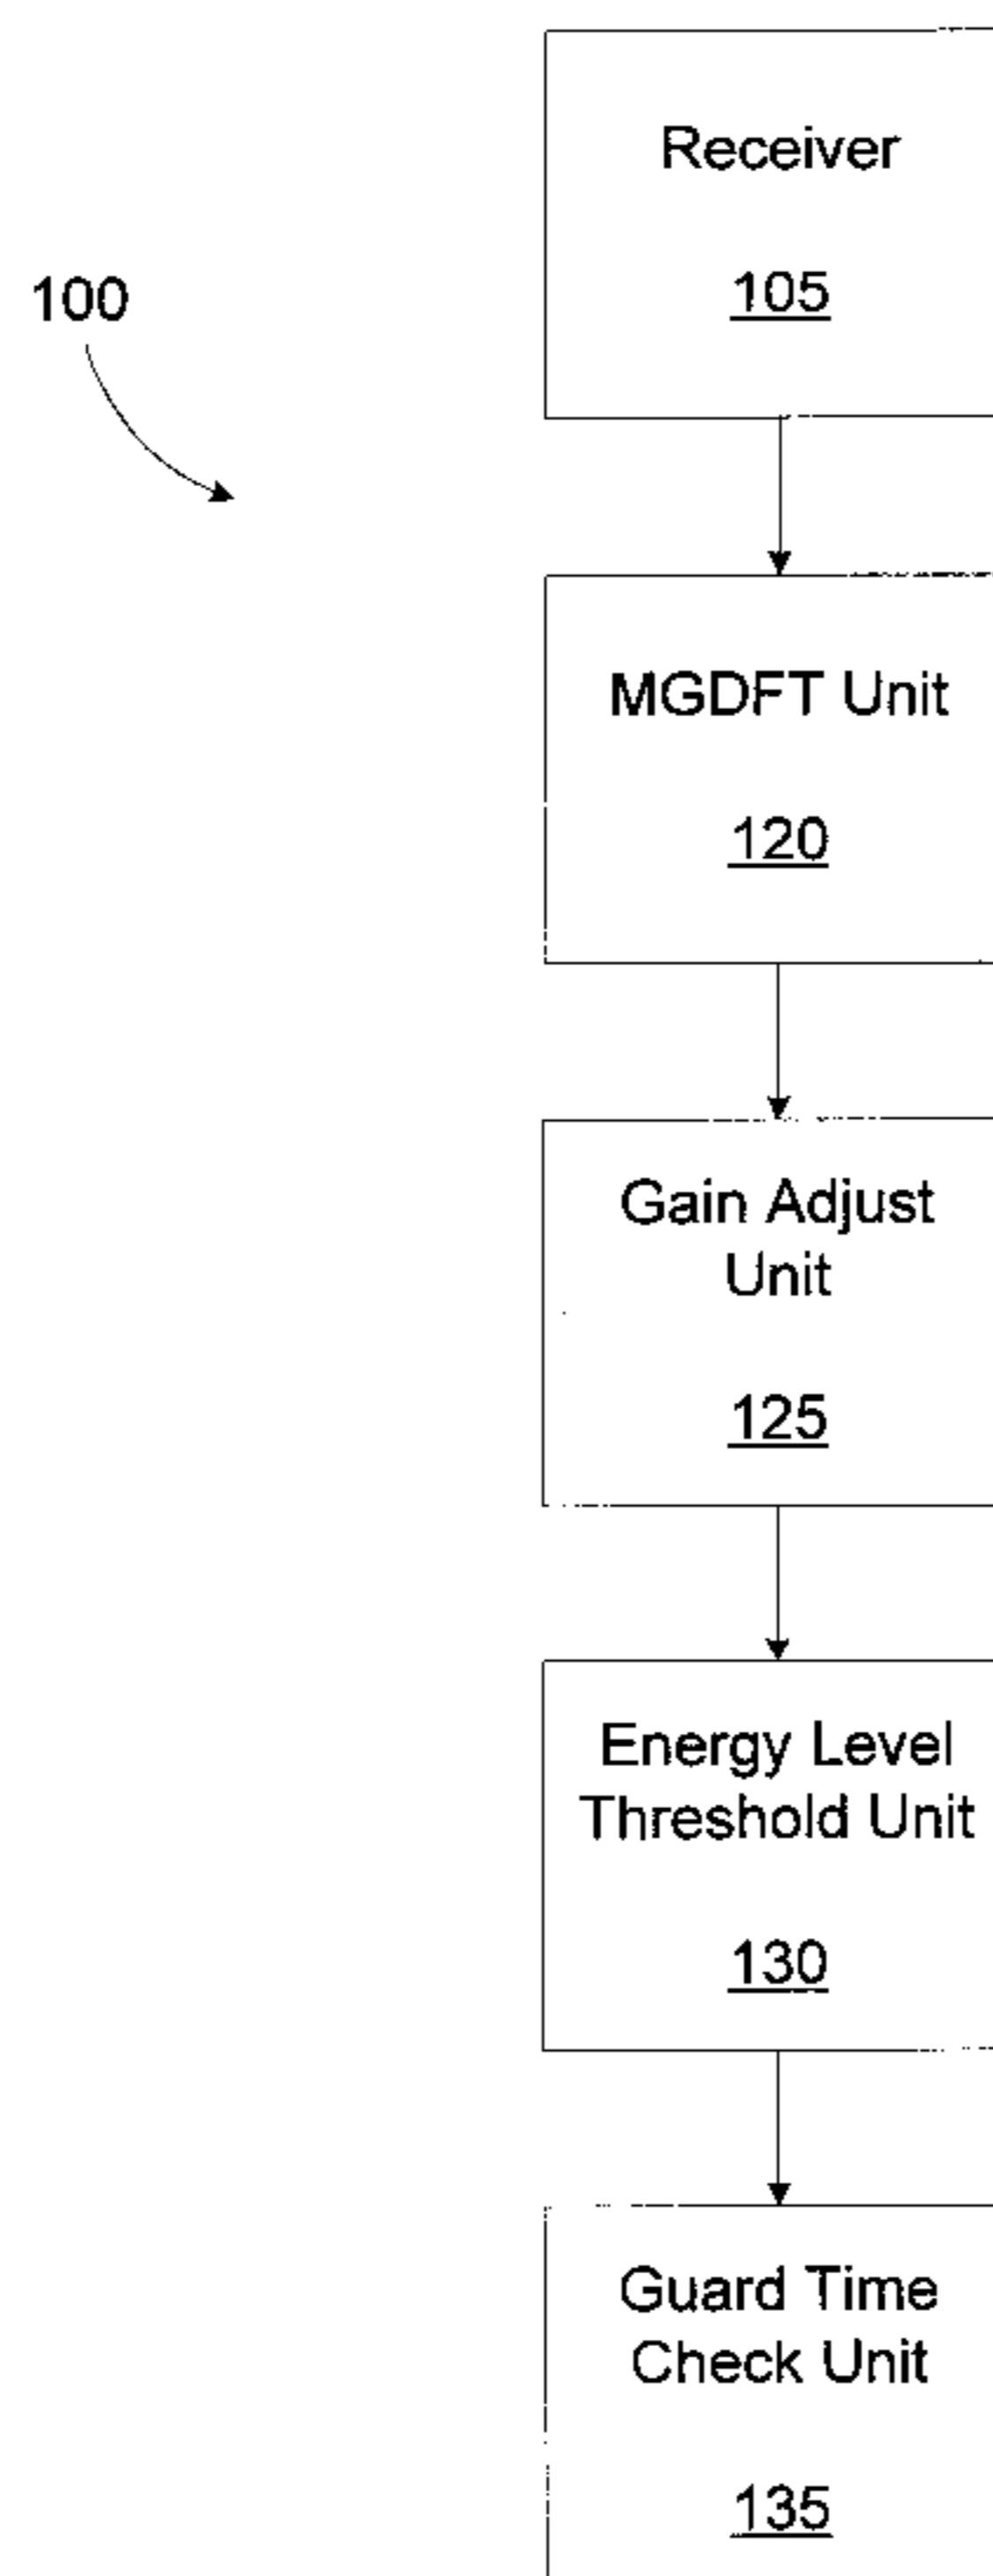 Receiver
105
100
MGDFT Unit
120
Gain Adjust
Unit
125
Energy Level
Threshold Unit
130
Guard Time
Check Unit
135